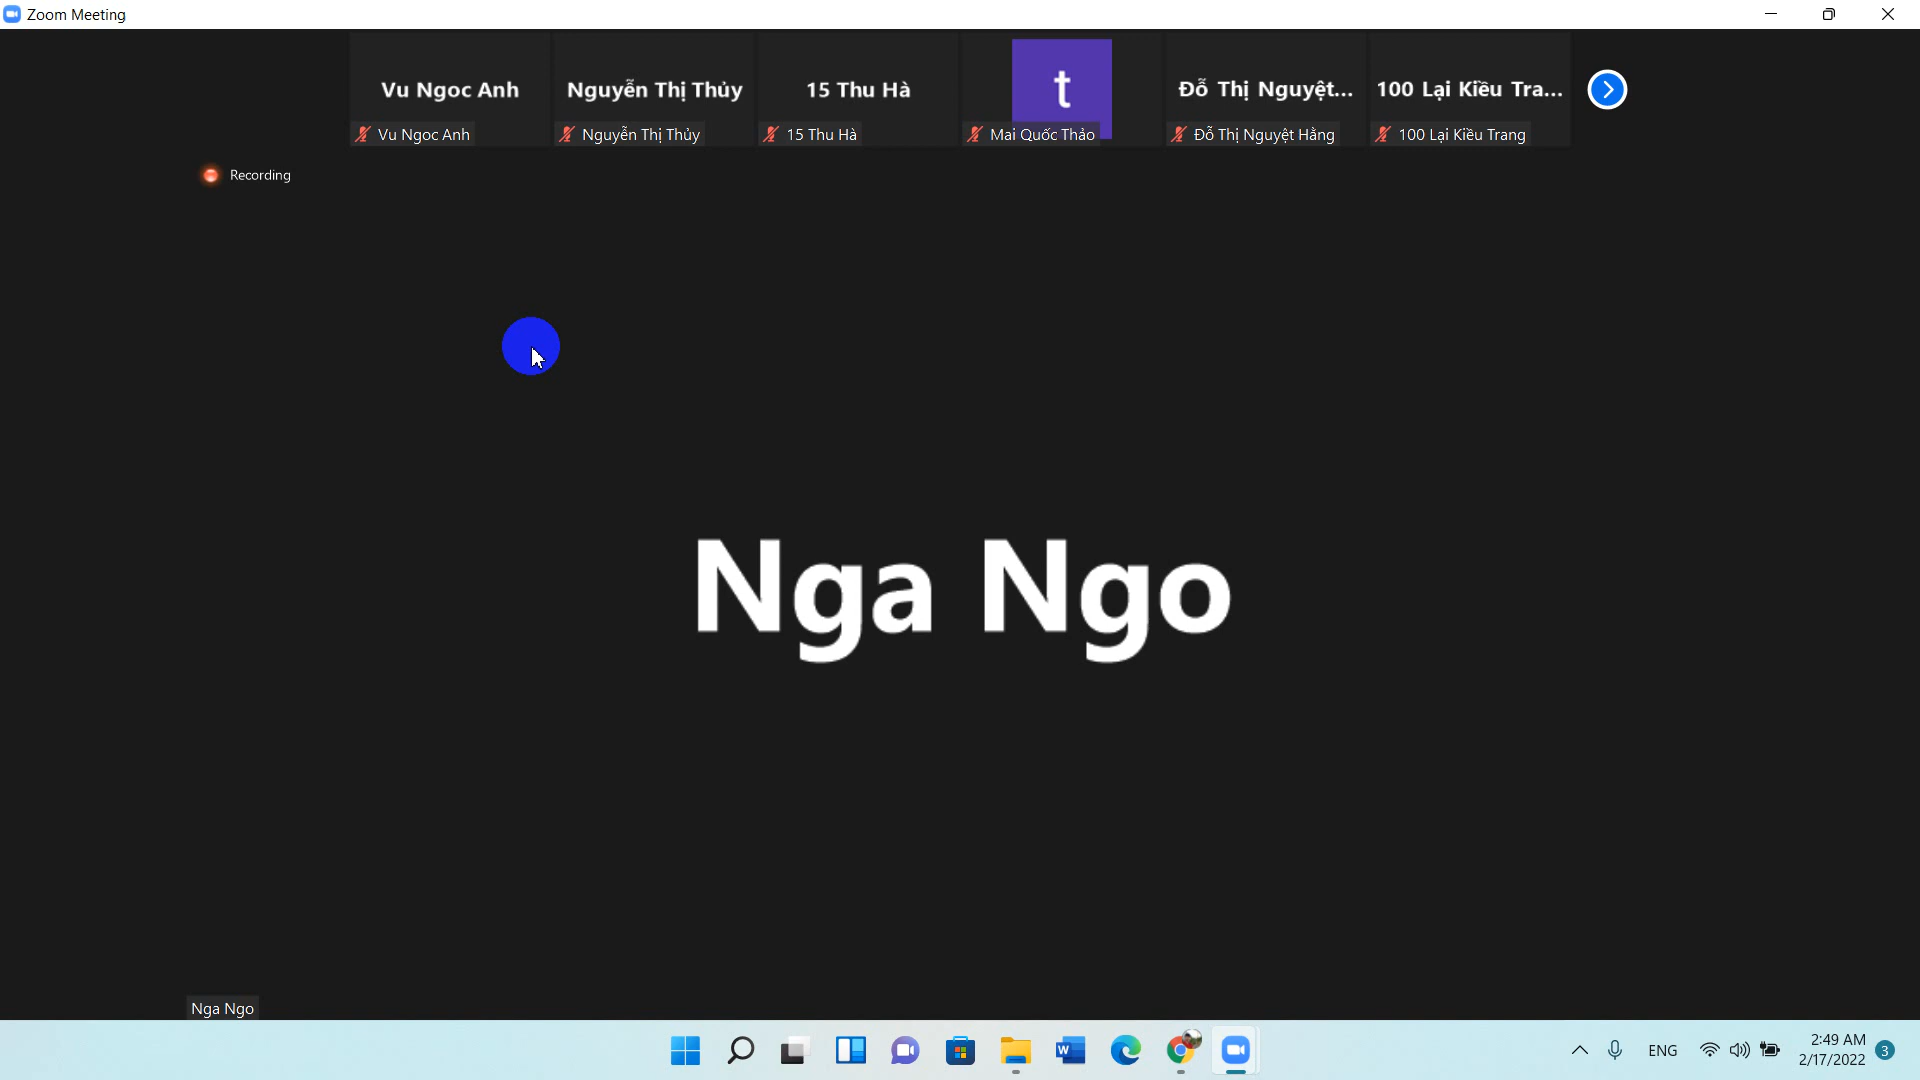 Zoom Meeting
Vu Ngoc Anh
Nguyễn Thị Thủy
15 Thu Hà
t
Đỗ Thị Nguyệt...
100 Lại Kiều Tra...
Vu Ngoc Anh
Nguyễn Thị Thủy
15 Thu Hà
Mai Quốc Thảo
Đỗ Thị Nguyệt Hằng
100 Lại Kiều Trang
Recording
Nga Ngo
Nga Ngo
W
ENG
2:49 AM
2/17/2022
3